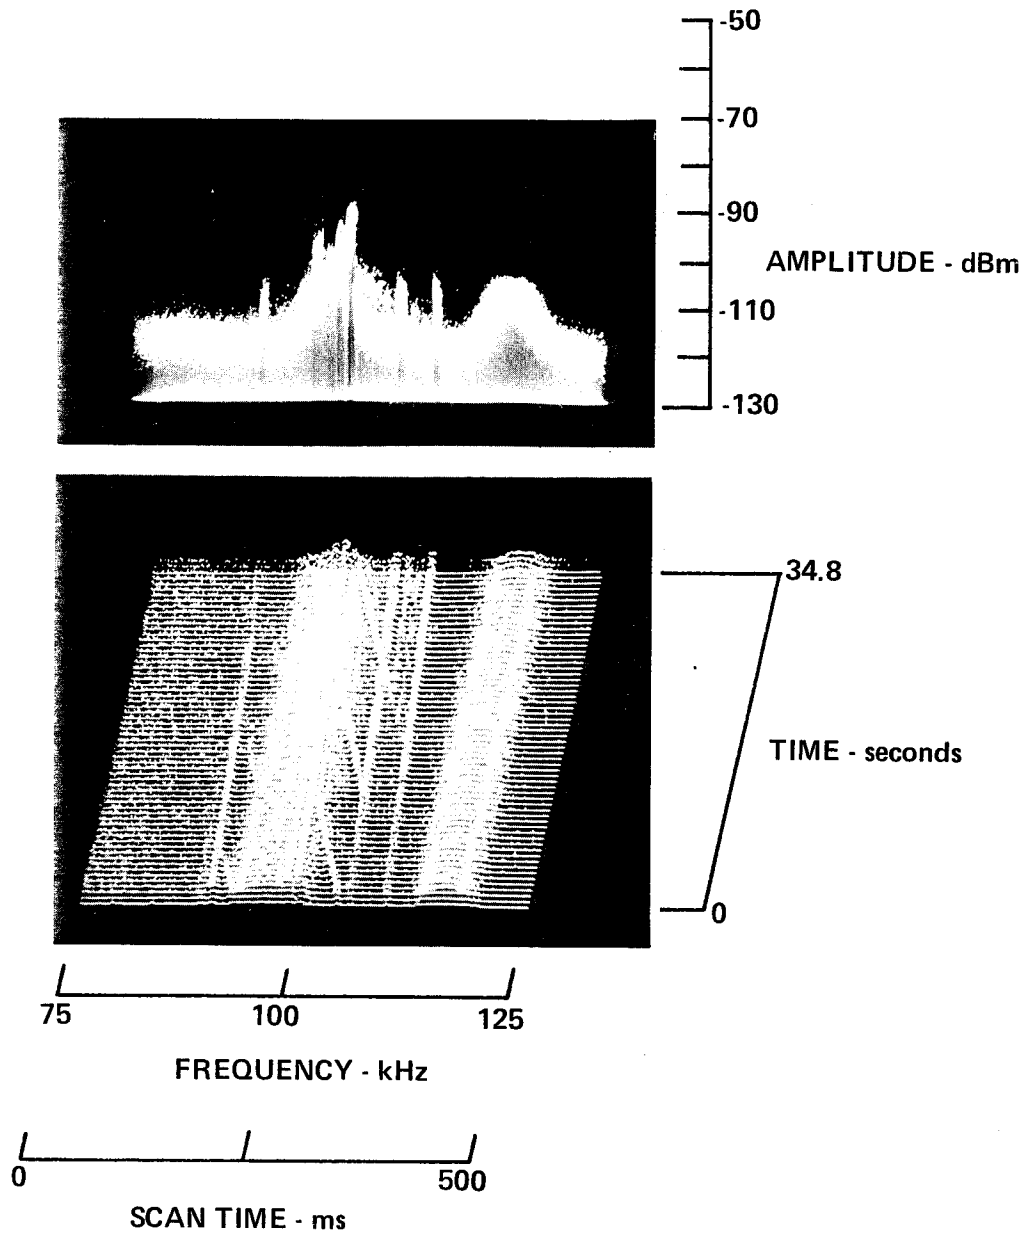 -50
-70
-90
AMPLITUDE - dBm
-110
-130
34.8
TIME - seconds
0
75 100 125
FREQUENCY - kHz
0 500
SCAN TIME - ms